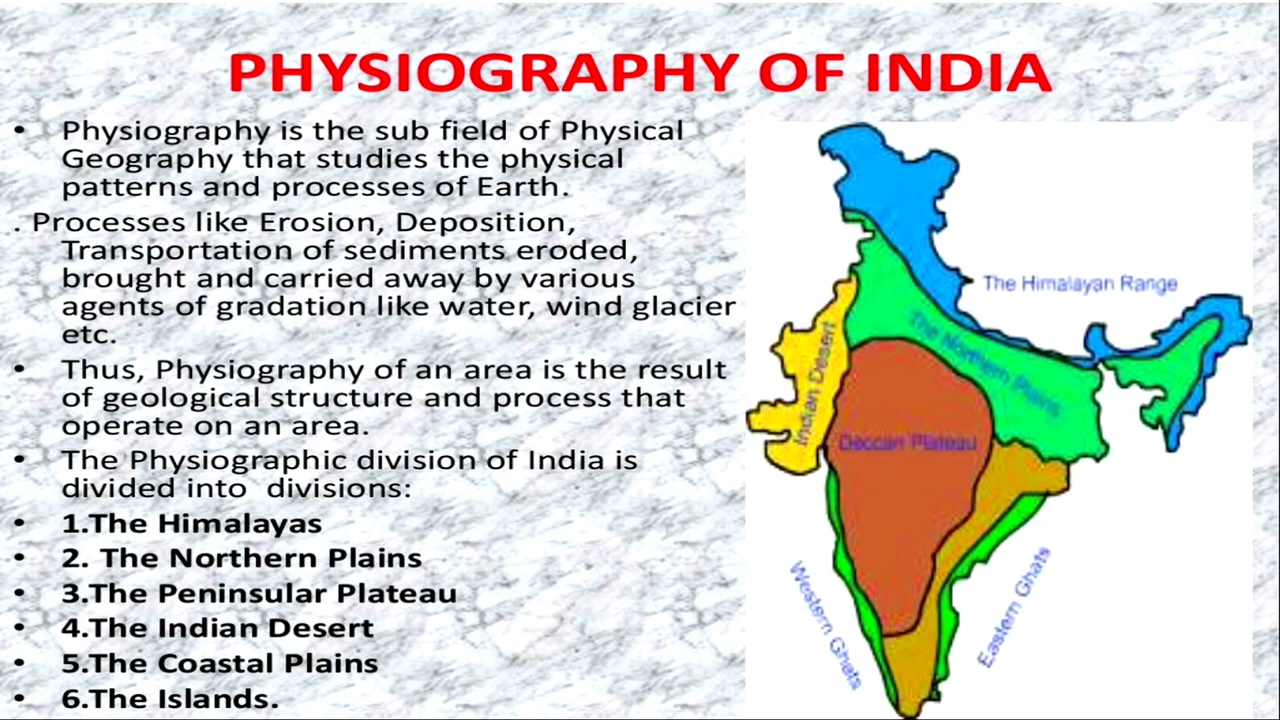 PHYSIOGRAPHY OF INDIA
• Physiography is the sub field of Physical
Geography that studies the physical
patterns and processes of Earth.
. Processes like Erosion, Deposition,
Transportation of sediments eroded,
brought and carried away by various
agents of gradation like water, wind glacier
etc.
• Thus, Physiography of an area is the result
of geological structure and process that
operate on an area.
• The Physiographic division of India is
divided into  divisions:
• 1.The Himalayas
• 2. The Northern Plains
• 3.The Peninsular Plateau
• 4.The Indian Desert
• 5.The Coastal Plains
• 6.The Islands.
The Himalayan Range
The Northern Plains
Indian Desert
Deccan Plateau
Western Ghats
Eastern Ghats